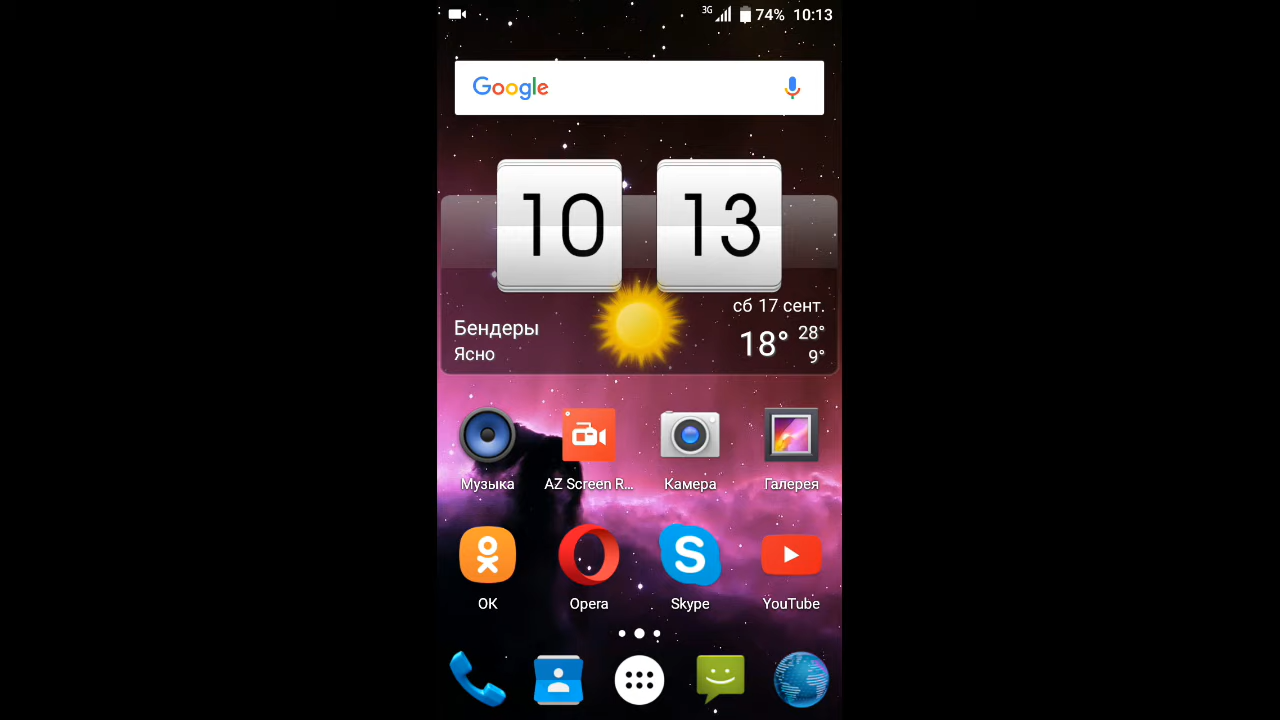 3G 74% 10:13
Google
10 13
сб 17 сент.
Бендеры
18° 28°
Ясно 9°
Музыка AZ Screen R... Камера Галерея
ОК Opera Skype YouTube